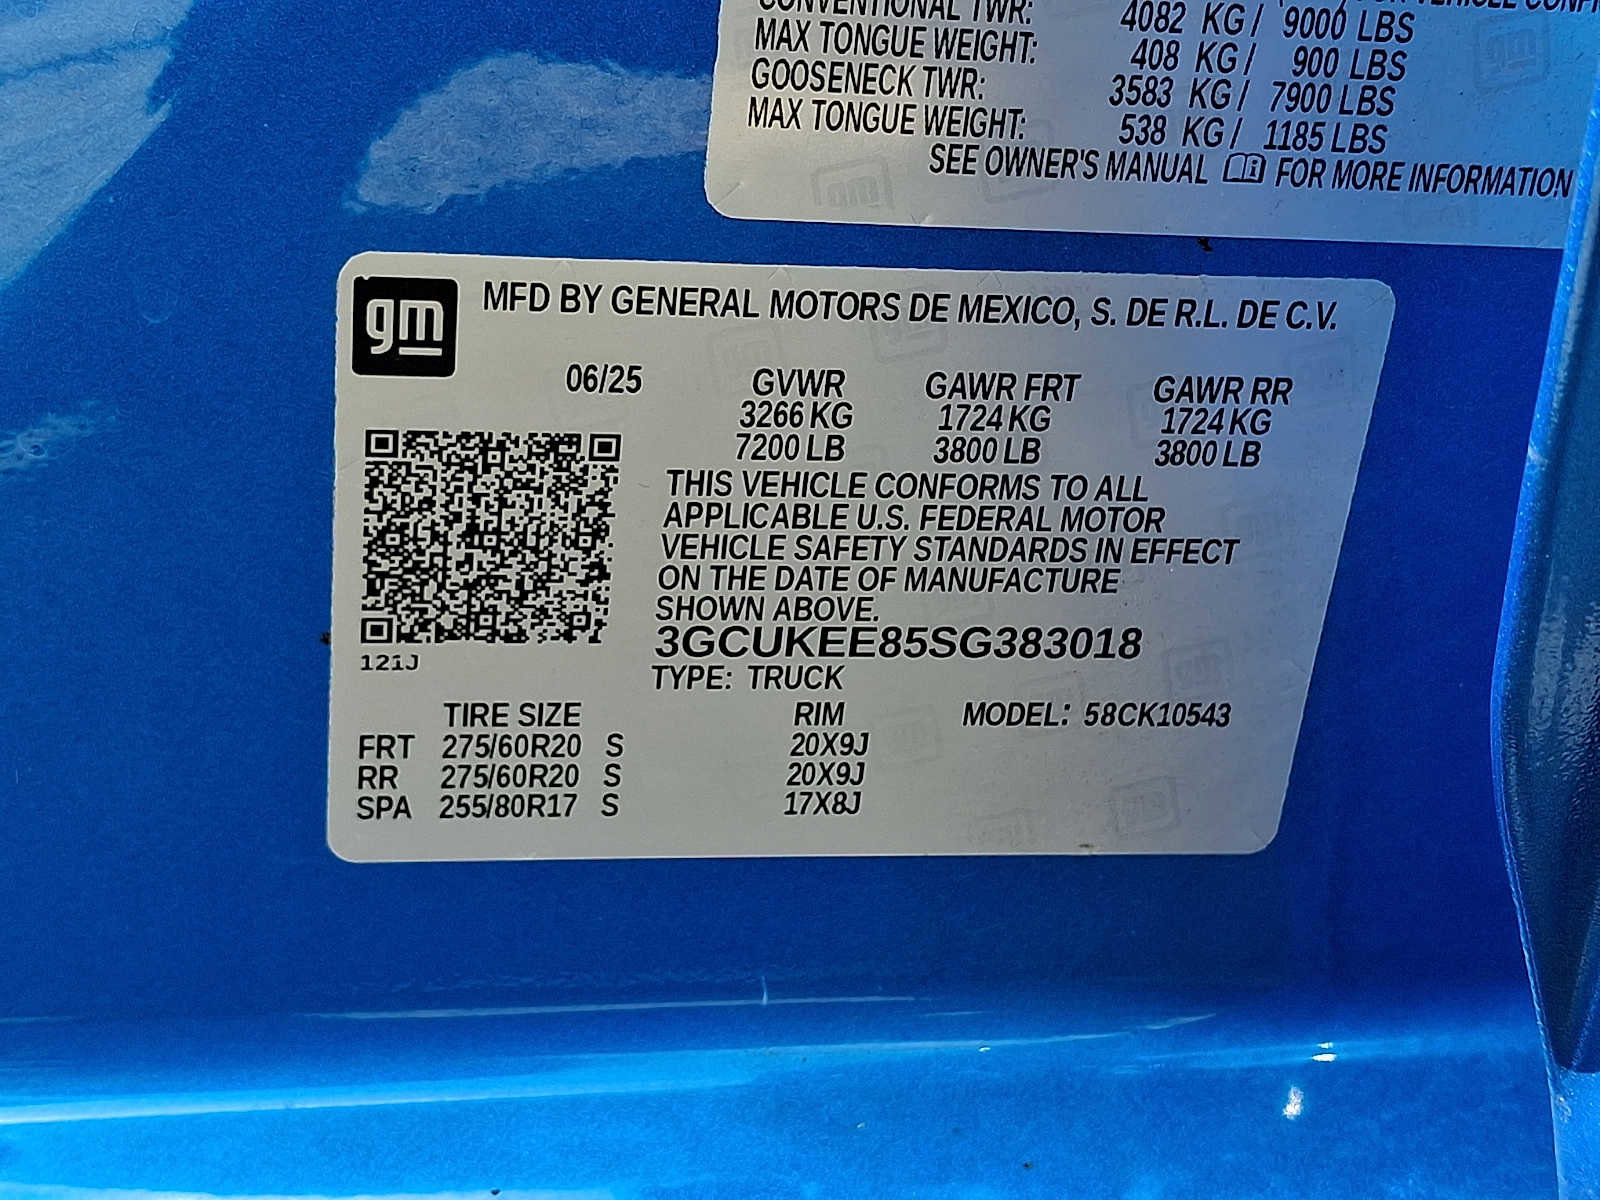 CONVENTIONAL TWR: 4082 KG / 9000 LBS
MAX TONGUE WEIGHT: 408 KG / 900 LBS
GOOSENECK TWR: 3583 KG / 7900 LBS
MAX TONGUE WEIGHT: 538 KG / 1185 LBS
SEE OWNER'S MANUAL FOR MORE INFORMATION
gm MFD BY GENERAL MOTORS DE MEXICO, S. DE R.L. DE C.V.
06/25 GVWR GAWR FRT GAWR RR
3266 KG 1724 KG 1724 KG
7200 LB 3800 LB 3800 LB
THIS VEHICLE CONFORMS TO ALL
APPLICABLE U.S. FEDERAL MOTOR
VEHICLE SAFETY STANDARDS IN EFFECT
ON THE DATE OF MANUFACTURE
SHOWN ABOVE.
3GCUKEE85SG383018
121J
TYPE: TRUCK
TIRE SIZE RIM MODEL: 58CK10543
FRT 275/60R20 S 20X9J
RR 275/60R20 S 20X9J
SPA 255/80R17 S 17X8J